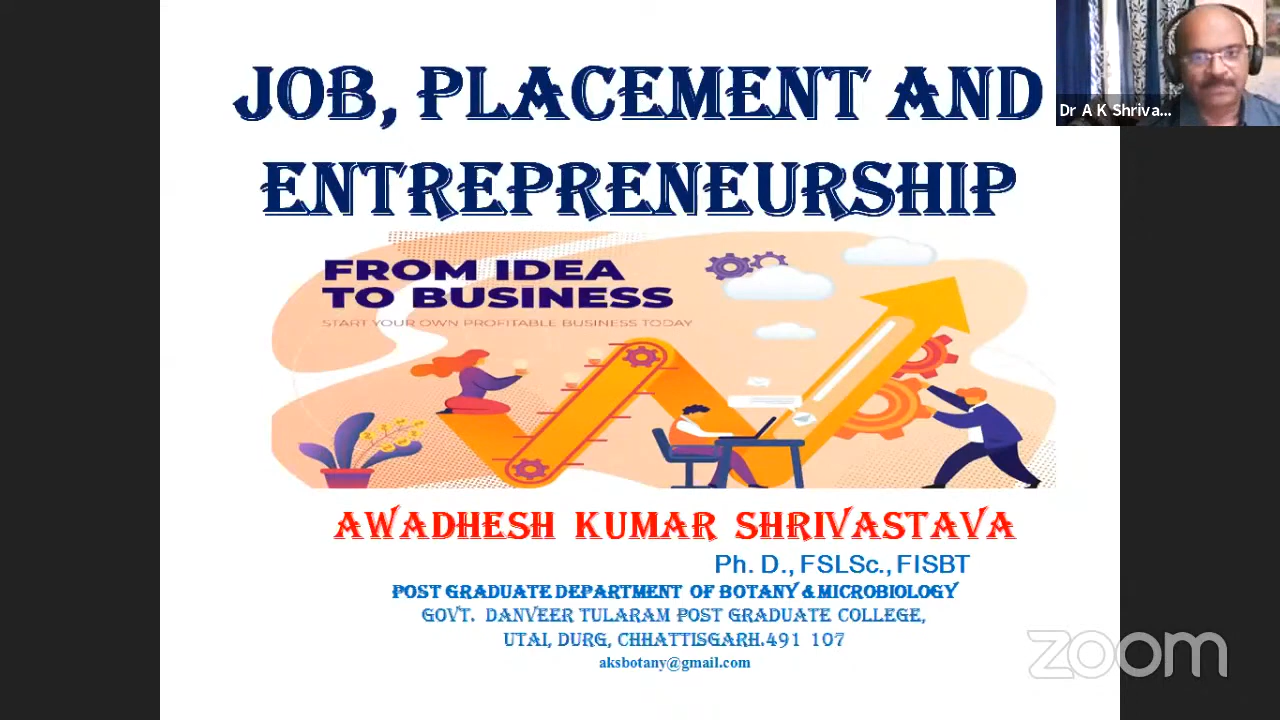 JOB, PLACEMENT AND
ENTREPRENEURSHIP
Dr A K Shriva...
FROM IDEA
TO BUSINESS
START YOUR OWN PROFITABLE BUSINESS TODAY
AWADHESH KUMAR SHRIVASTAVA
Ph. D., FSLSc., FISBT
POST GRADUATE DEPARTMENT OF BOTANY & MICROBIOLOGY
GOVT. DANVEER TULARAM POST GRADUATE COLLEGE,
UTAI, DURG, CHHATTISGARH.491 107
aksbotany@gmail.com
zoom